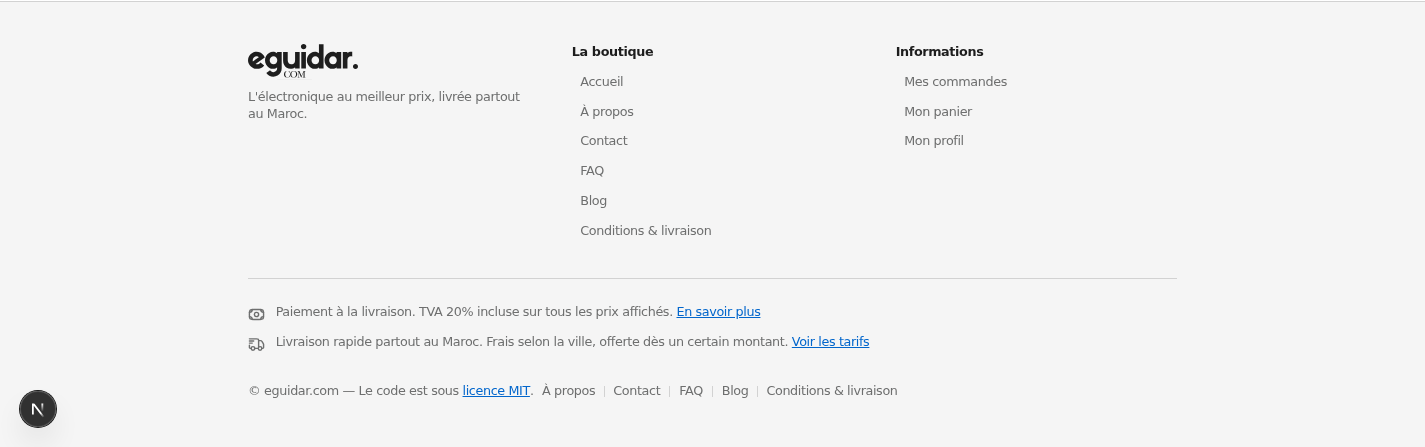 eguidar.
COM
L'électronique au meilleur prix, livrée partout
au Maroc.
La boutique
Accueil
À propos
Contact
FAQ
Blog
Conditions & livraison
Informations
Mes commandes
Mon panier
Mon profil
Paiement à la livraison. TVA 20% incluse sur tous les prix affichés. En savoir plus
Livraison rapide partout au Maroc. Frais selon la ville, offerte dès un certain montant. Voir les tarifs
© eguidar.com — Le code est sous licence MIT. À propos | Contact | FAQ | Blog | Conditions & livraison
N